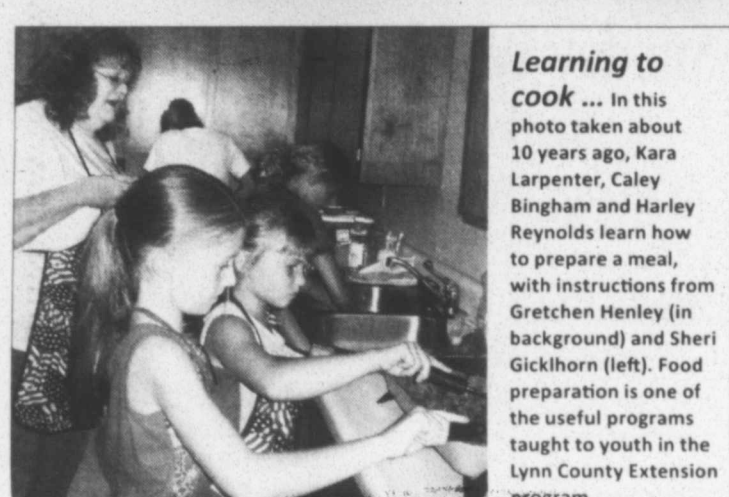 Learning to
cook ... In this
photo taken about
10 years ago, Kara
Larpenter, Caley
Bingham and Harley
Reynolds learn how
to prepare a meal,
with instructions from
Gretchen Henley (in
background) and Sheri
Gicklhorn (left). Food
preparation is one of
the useful programs
taught to youth in the
Lynn County Extension
program